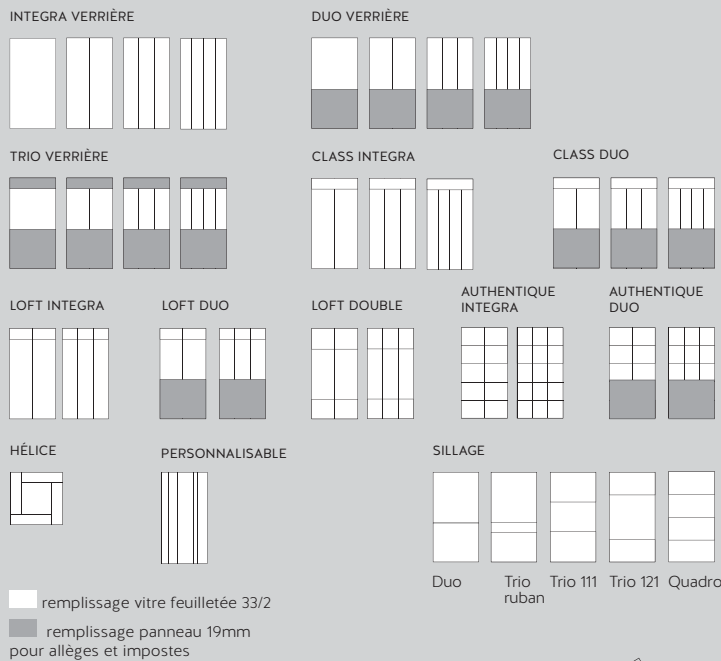 INTEGRA VERRIÈRE
DUO VERRIÈRE
TRIO VERRIÈRE
CLASS INTEGRA
CLASS DUO
LOFT INTEGRA
LOFT DUO
LOFT DOUBLE
AUTHENTIQUE
INTEGRA
AUTHENTIQUE
DUO
HÉLICE
PERSONNALISABLE
SILLAGE
Duo
Trio
ruban
Trio 111
Trio 121
Quadro
remplissage vitre feuilletée 33/2
remplissage panneau 19mm
pour allèges et impostes